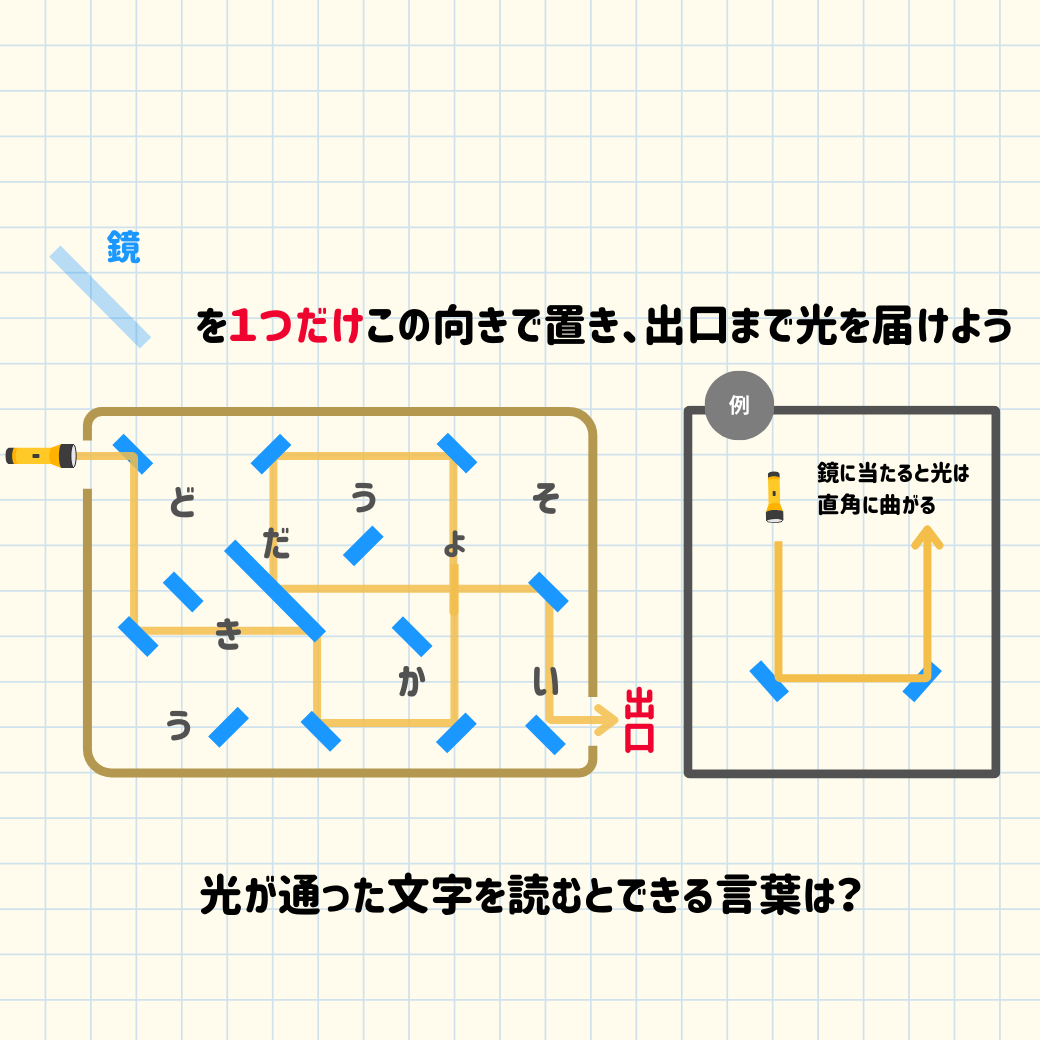 鏡
を1つだけこの向きで置き、出口まで光を届けよう
例
鏡に当たると光は
直角に曲がる
ど
う
そ
だ
ょ
き
か
い
う
出口
光が通った文字を読むとできる言葉は?